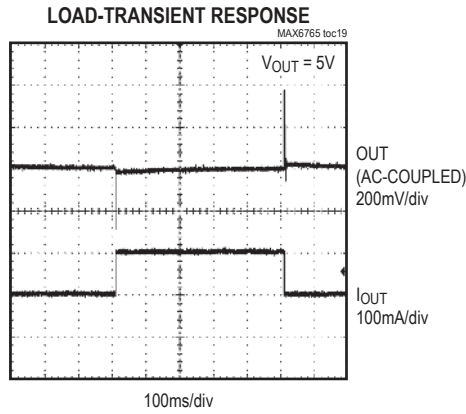 LOAD-TRANSIENT RESPONSE
MAX6765 toc19
VOUT = 5V
OUT
(AC-COUPLED)
200mV/div
IOUT
100mA/div
100ms/div